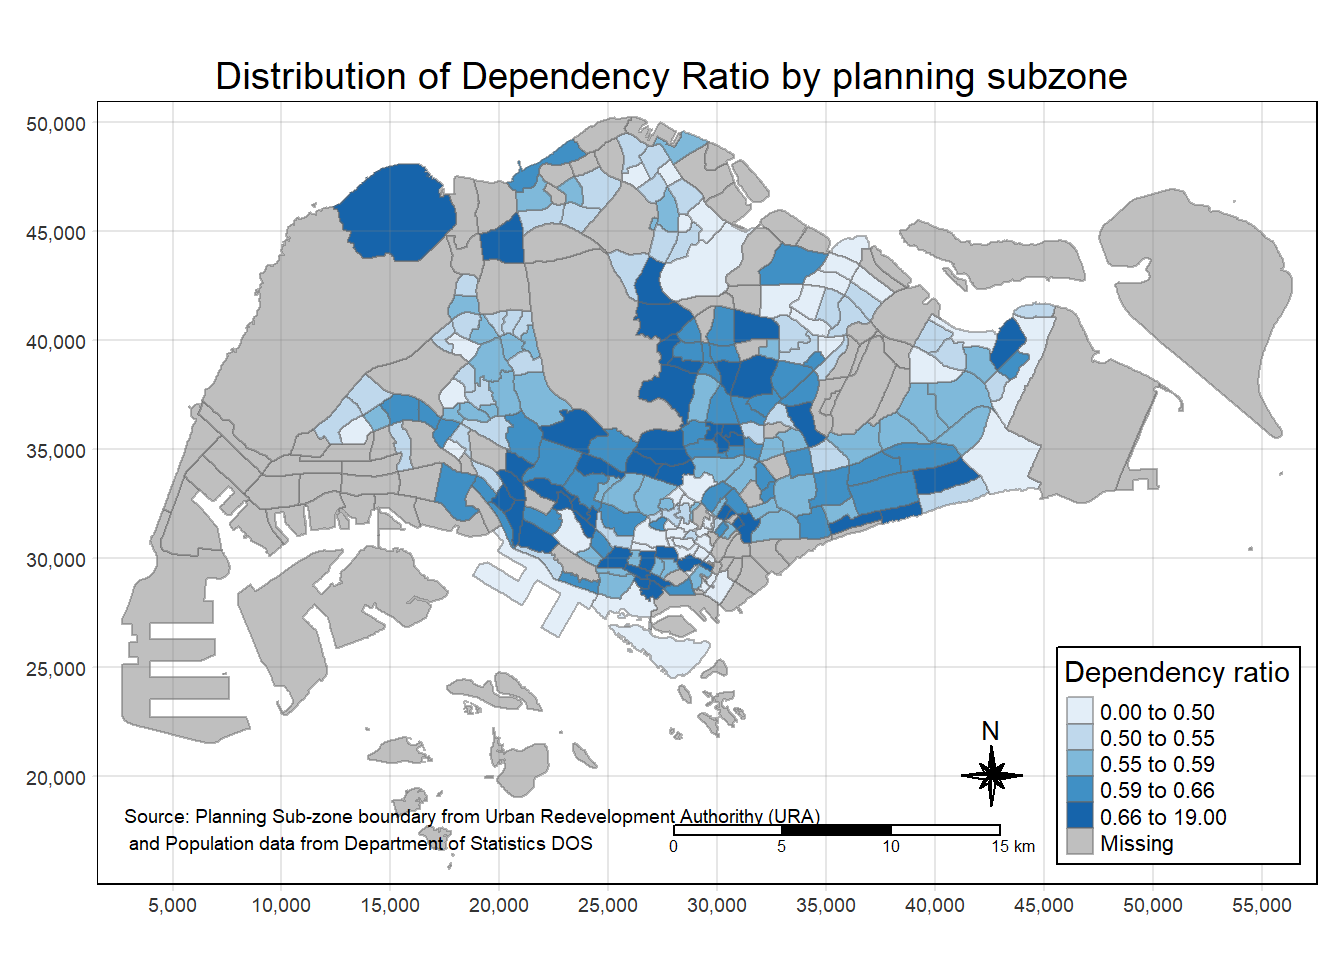 Distribution of Dependency Ratio by planning subzone
50,000
45,000
40,000
35,000
30,000
25,000
20,000
Dependency ratio
0.00 to 0.50
0.50 to 0.55
0.55 to 0.59
0.59 to 0.66
0.66 to 19.00
Missing
N
Source: Planning Sub-zone boundary from Urban Redevelopment Authorithy (URA)
and Population data from Department of Statistics DOS
0 5 10 15 km
5,000 10,000 15,000 20,000 25,000 30,000 35,000 40,000 45,000 50,000 55,000